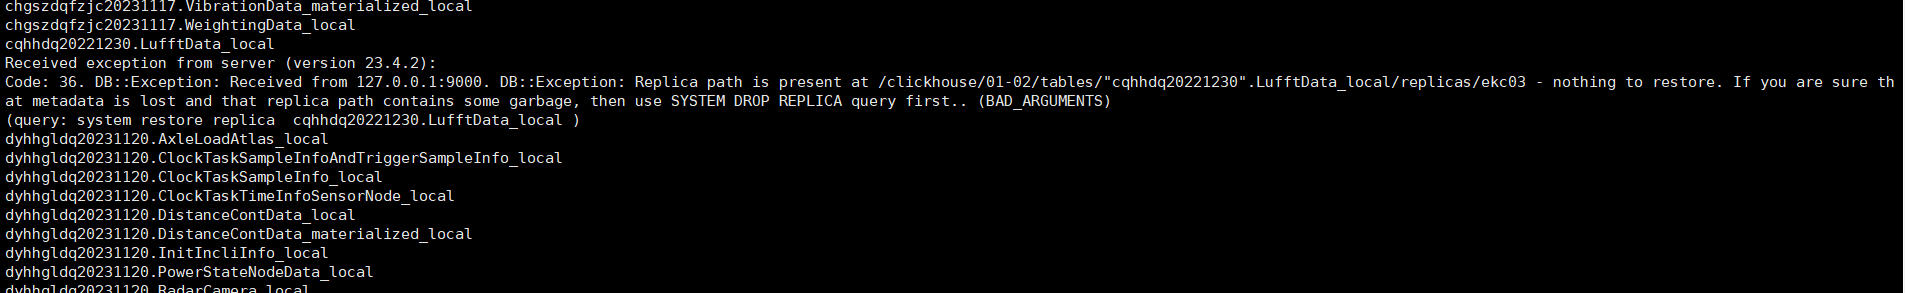 chgszdqfzjc20231117.VibrationData_materialized_local
chgszdqfzjc20231117.WeightingData_local
cqhhdq20221230.LufftData_local
Received exception from server (version 23.4.2):
Code: 36. DB::Exception: Received from 127.0.0.1:9000. DB::Exception: Replica path is present at /clickhouse/01-02/tables/"cqhhdq20221230".LufftData_local/replicas/ekc03 - nothing to restore. If you are sure th
at metadata is lost and that replica path contains some garbage, then use SYSTEM DROP REPLICA query first.. (BAD_ARGUMENTS)
(query: system restore replica  cqhhdq20221230.LufftData_local )
dyhhgldq20231120.AxleLoadAtlas_local
dyhhgldq20231120.ClockTaskSampleInfoAndTriggerSampleInfo_local
dyhhgldq20231120.ClockTaskSampleInfo_local
dyhhgldq20231120.ClockTaskTimeInfoSensorNode_local
dyhhgldq20231120.DistanceContData_local
dyhhgldq20231120.DistanceContData_materialized_local
dyhhgldq20231120.InitIncliInfo_local
dyhhgldq20231120.PowerStateNodeData_local
dyhhgldq20231120.RadarCamera_local